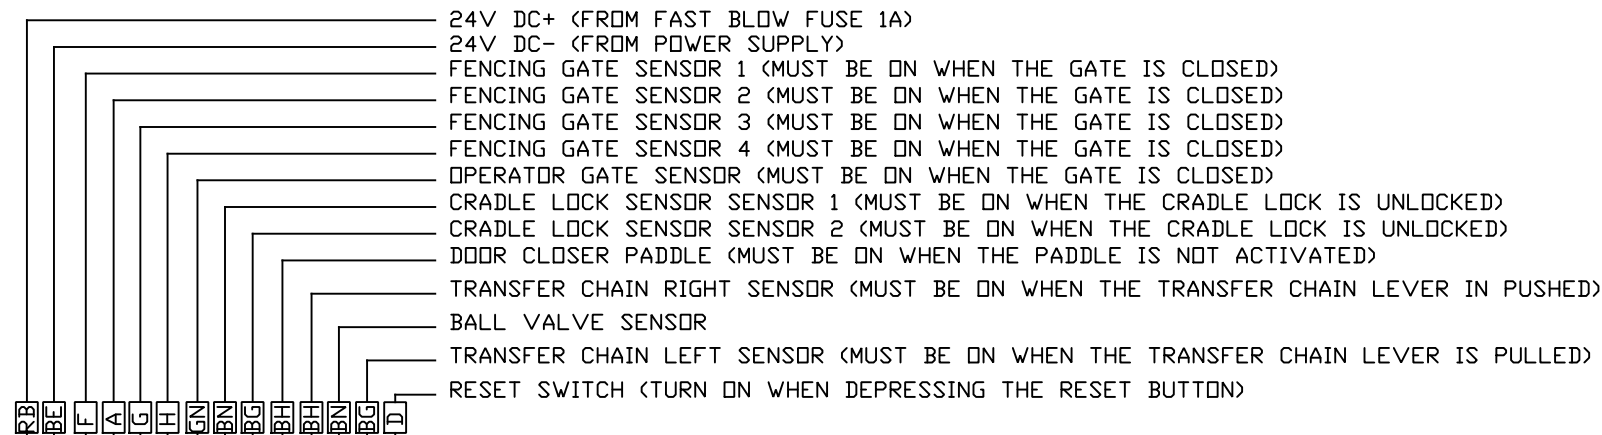 24V DC+ (FROM FAST BLOW FUSE 1A)
24V DC- (FROM POWER SUPPLY)
FENCING GATE SENSOR 1 (MUST BE ON WHEN THE GATE IS CLOSED)
FENCING GATE SENSOR 2 (MUST BE ON WHEN THE GATE IS CLOSED)
FENCING GATE SENSOR 3 (MUST BE ON WHEN THE GATE IS CLOSED)
FENCING GATE SENSOR 4 (MUST BE ON WHEN THE GATE IS CLOSED)
OPERATOR GATE SENSOR (MUST BE ON WHEN THE GATE IS CLOSED)
CRADLE LOCK SENSOR SENSOR 1 (MUST BE ON WHEN THE CRADLE LOCK IS UNLOCKED)
CRADLE LOCK SENSOR SENSOR 2 (MUST BE ON WHEN THE CRADLE LOCK IS UNLOCKED)
DOOR CLOSER PADDLE (MUST BE ON WHEN THE PADDLE IS NOT ACTIVATED)
TRANSFER CHAIN RIGHT SENSOR (MUST BE ON WHEN THE TRANSFER CHAIN LEVER IN PUSHED)
BALL VALVE SENSOR
TRANSFER CHAIN LEFT SENSOR (MUST BE ON WHEN THE TRANSFER CHAIN LEVER IS PULLED)
RESET SWITCH (TURN ON WHEN DEPRESSING THE RESET BUTTON)
RB BE F A G H GN BN BG BH BH BN BG D